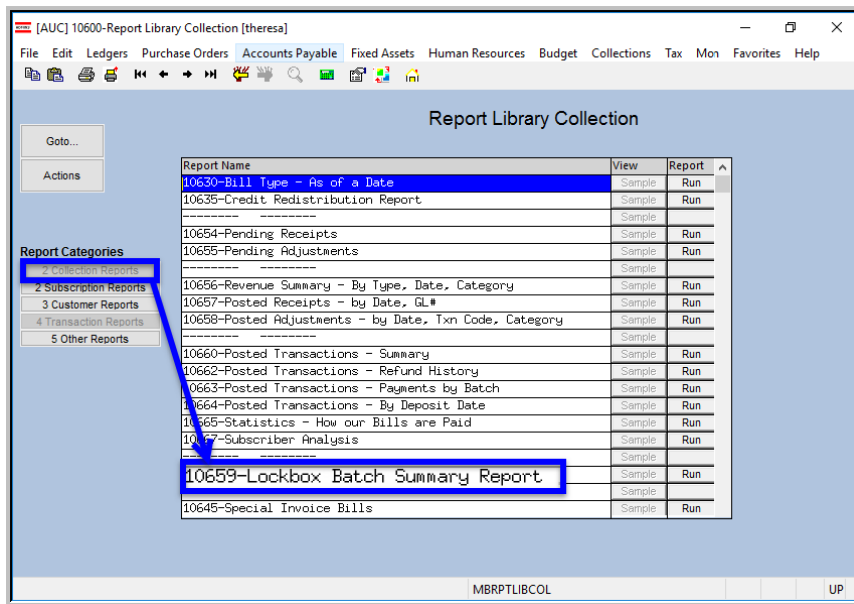 [AUC] 10600-Report Library Collection [theresa]
File Edit Ledgers Purchase Orders Accounts Payable Fixed Assets Human Resources Budget Collections Tax Mon Favorites Help
Report Library Collection
Goto...
Actions
Report Categories
2 Collection Reports
2 Subscription Reports
3 Customer Reports
4 Transaction Reports
5 Other Reports
Report Name View Report
10630-Bill Type - As of a Date Sample Run
10635-Credit Redistribution Report Sample Run
-------- -------- Sample
10654-Pending Receipts Sample Run
10655-Pending Adjustments Sample Run
-------- -------- Sample
10656-Revenue Summary - By Type, Date, Category Sample Run
10657-Posted Receipts - by Date, GL# Sample Run
10658-Posted Adjustments - by Date, Txn Code, Category Sample Run
-------- -------- Sample
10660-Posted Transactions - Summary Sample Run
10662-Posted Transactions - Refund History Sample Run
10663-Posted Transactions - Payments by Batch Sample Run
10664-Posted Transactions - By Deposit Date Sample Run
10665-Statistics - How our Bills are Paid Sample Run
10667-Subscriber Analysis Sample Run
-------- -------- Sample
10659-Lockbox Batch Summary Report Sample Run
Sample
10645-Special Invoice Bills Sample Run
MBRPTLIBCOL UP